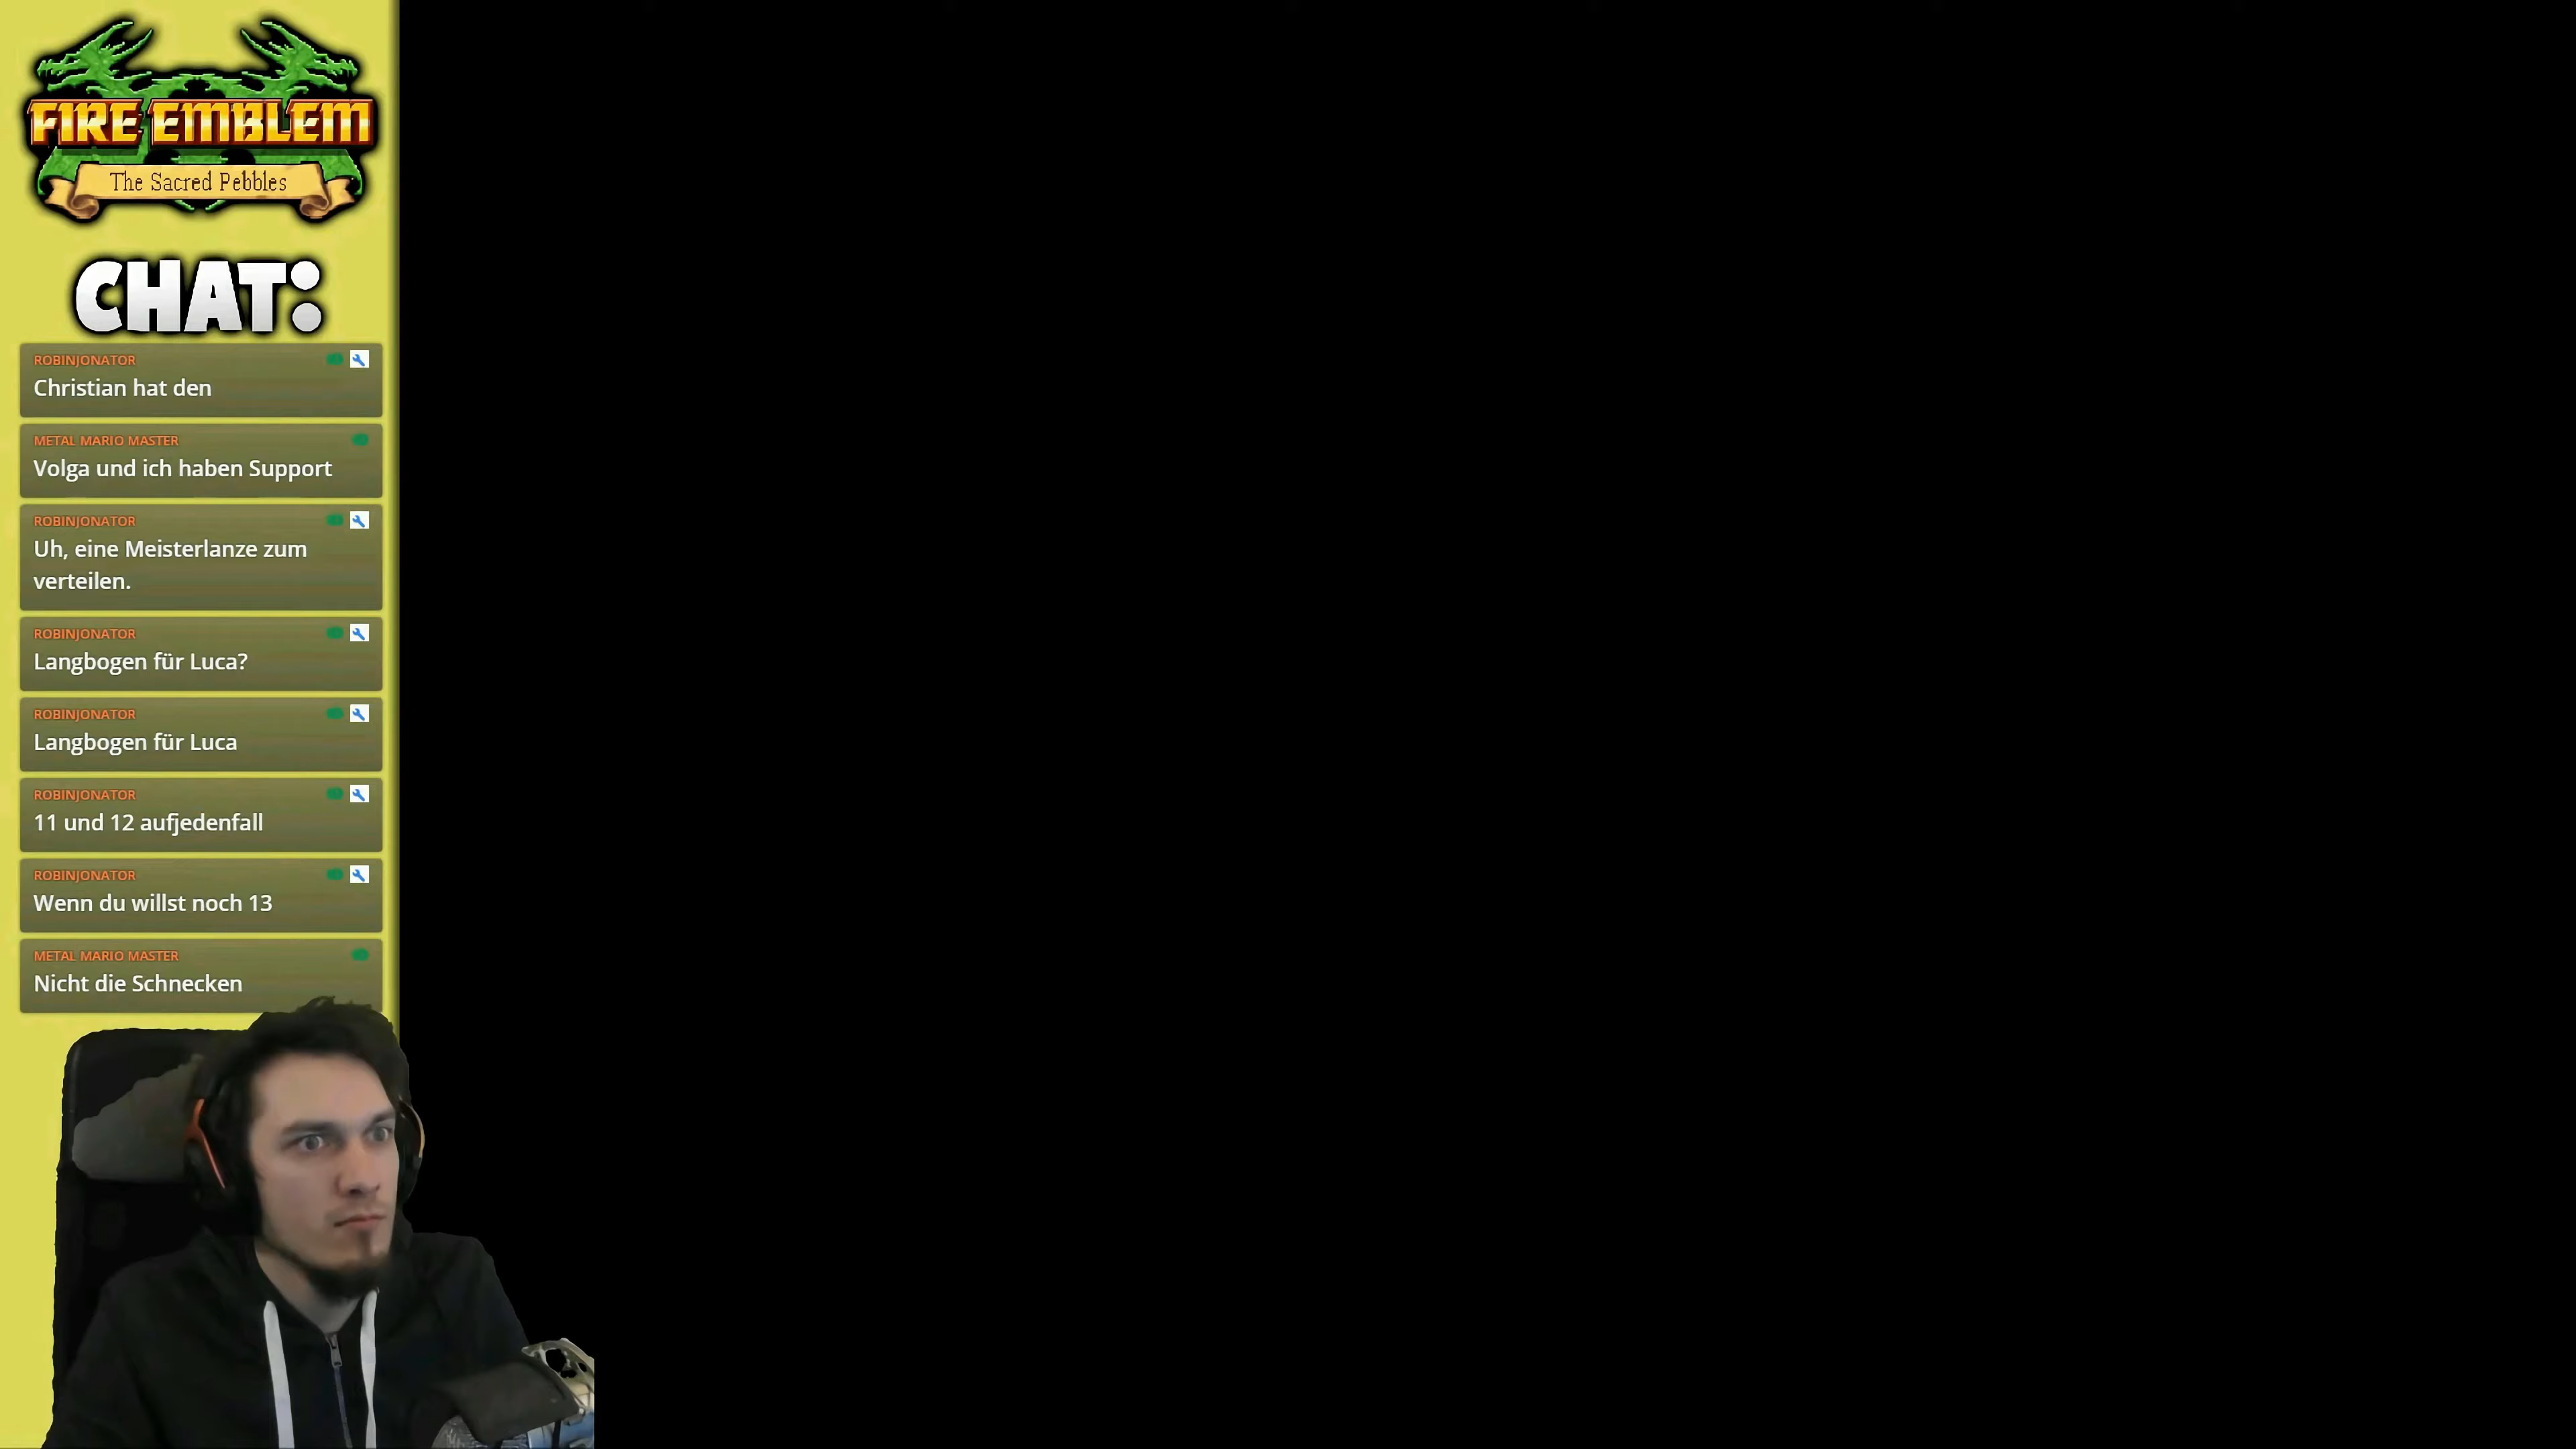 FIRE EMBLEM
The Sacred Pebbles
CHAT:
ROBINJONATOR
Christian hat den
METAL MARIO MASTER
Volga und ich haben Support
ROBINJONATOR
Uh, eine Meisterlanze zum
verteilen.
ROBINJONATOR
Langbogen für Luca?
ROBINJONATOR
Langbogen für Luca
ROBINJONATOR
11 und 12 aufjedenfall
ROBINJONATOR
Wenn du willst noch 13
METAL MARIO MASTER
Nicht die Schnecken